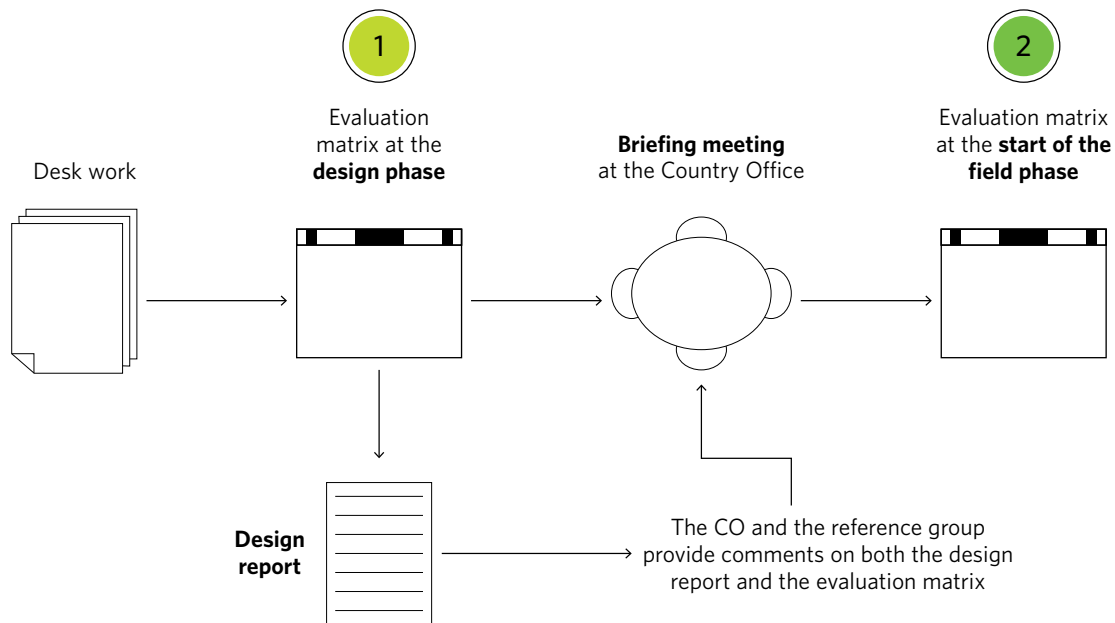 1
2
Desk work
Evaluation
matrix at the
design phase
Briefing meeting
at the Country Office
Evaluation matrix
at the start of the
field phase
Design
report
The CO and the reference group
provide comments on both the design
report and the evaluation matrix